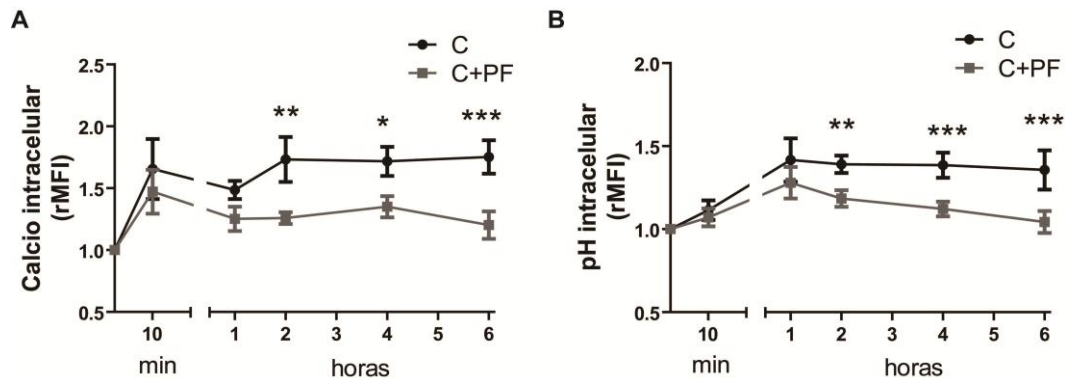 A
C
C+PF
Calcio intracelular
(rMFI)
2.5
2.0
1.5
1.0
0.5
**
*
***
10
1
2
3
4
5
6
min
horas
B
C
C+PF
pH intracelular
(rMFI)
2.0
1.5
1.0
0.5
**
***
***
10
1
2
3
4
5
6
min
horas